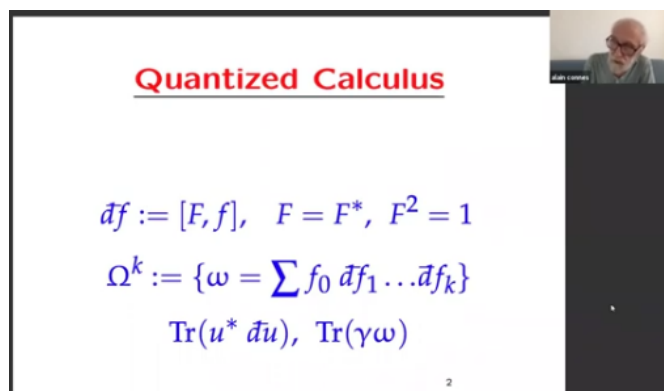 Quantized Calculus
alain connes
đf := [F, f], F = F*, F² = 1
Ωᵏ := {ω = ∑ f₀ đf₁ …đfₖ}
Tr(u* đu), Tr(γω)
2